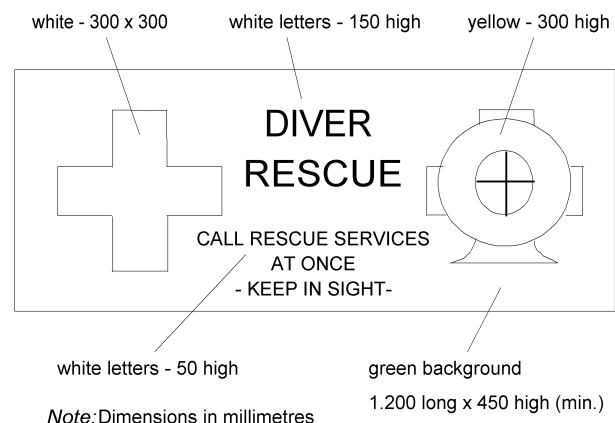 white - 300 x 300
white letters - 150 high
yellow - 300 high
DIVER
RESCUE
CALL RESCUE SERVICES
AT ONCE
- KEEP IN SIGHT-
white letters - 50 high
green background
1.200 long x 450 high (min.)
Note:Dimensions in millimetres